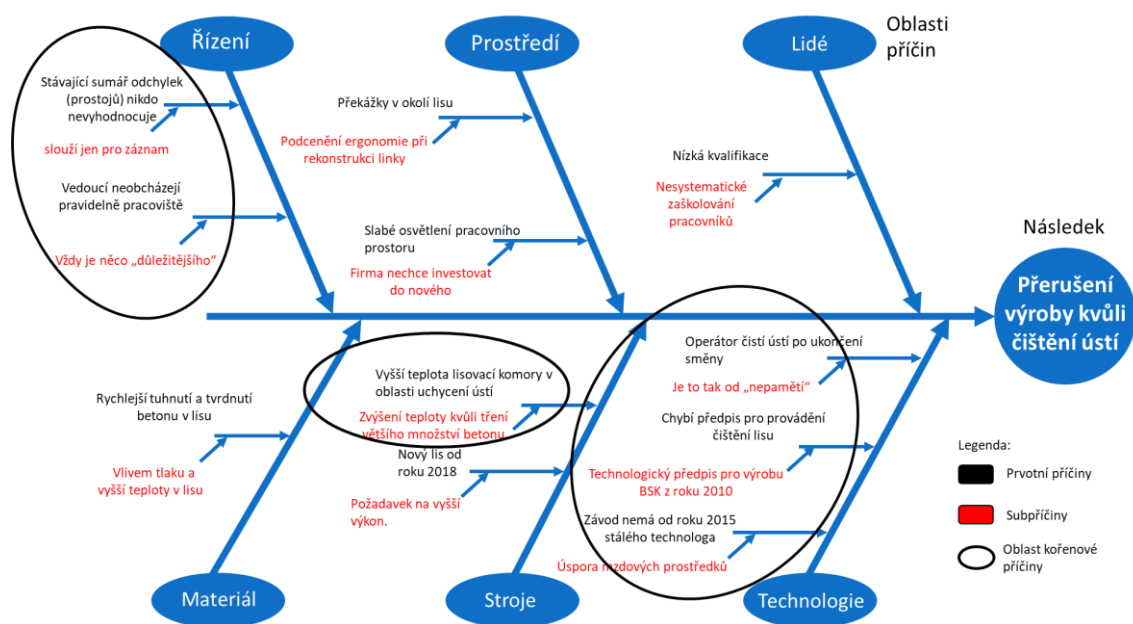 Řízení
Prostředí
Lidé
Oblasti
příčin
Stávající sumář odchylek
(prostojů) nikdo
nevyhodnocuje
slouží jen pro záznam
Vedoucí neobcházejí
pravidelně pracoviště
Vždy je něco „důležitějšího“
Překážky v okolí lisu
Podcenění ergonomie při
rekonstrukci linky
Slabé osvětlení pracovního
prostoru
Firma nechce investovat
do nového
Nízká kvalifikace
Nesystematické
zaškolování
pracovníků
Následek
Přerušení
výroby kvůli
čištění ústí
Rychlejší tuhnutí a tvrdnutí
betonu v lisu
Vlivem tlaku a
vyšší teploty v lisu
Vyšší teplota lisovací komory v
oblasti uchycení ústí
Zvýšení teploty kvůli tření
většího množství betonu
Nový lis od
roku 2018
Požadavek na vyšší
výkon.
Operátor čistí ústí po ukončení
směny
Je to tak od „nepamětí“
Chybí předpis pro provádění
čištění lisu
Technologický předpis pro výrobu
BSK z roku 2010
Závod nemá od roku 2015
stálého technologa
Úspora mzdových prostředků
Materiál
Stroje
Technologie
Legenda:
Prvotní příčiny
Subpříčiny
Oblast kořenové
příčiny